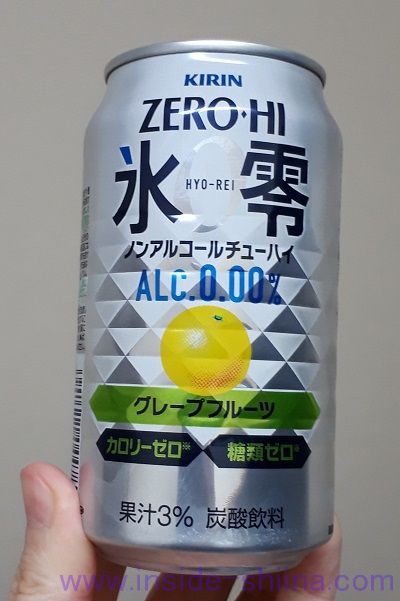 KIRIN
ZERO-HI
氷零
HYO-REI
ノンアルコールチューハイ
ALC.0.00%
グレープフルーツ
カロリーゼロ※ 糖類ゼロ※
果汁3% 炭酸飲料
www.inside-shiina.com